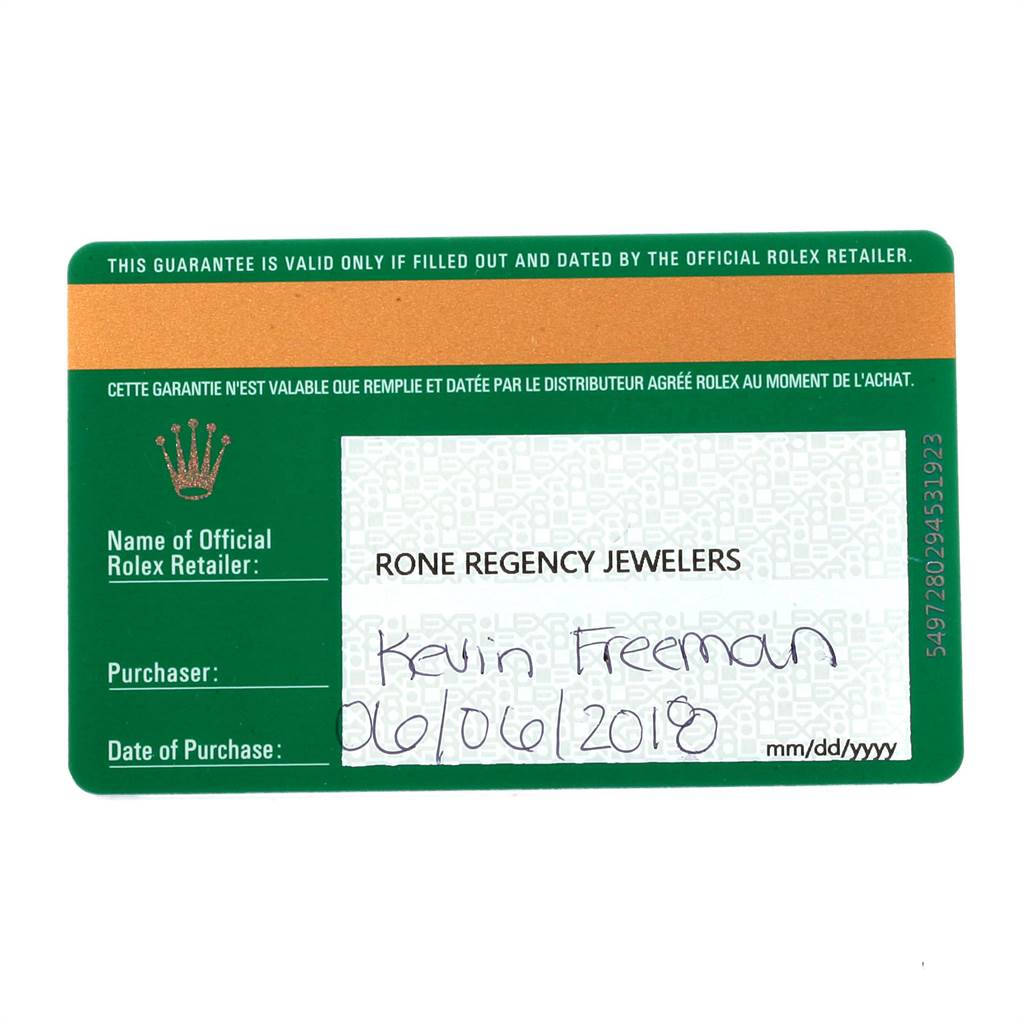 THIS GUARANTEE IS VALID ONLY IF FILLED OUT AND DATED BY THE OFFICIAL ROLEX RETAILER.
CETTE GARANTIE N'EST VALABLE QUE REMPLIE ET DATÉE PAR LE DISTRIBUTEUR AGRÉÉ ROLEX AU MOMENT DE L'ACHAT.
Name of Official
Rolex Retailer:
RONE REGENCY JEWELERS
Purchaser:
Kevin Freeman
Date of Purchase:
06/06/2018
mm/dd/yyyy
5497280294531923